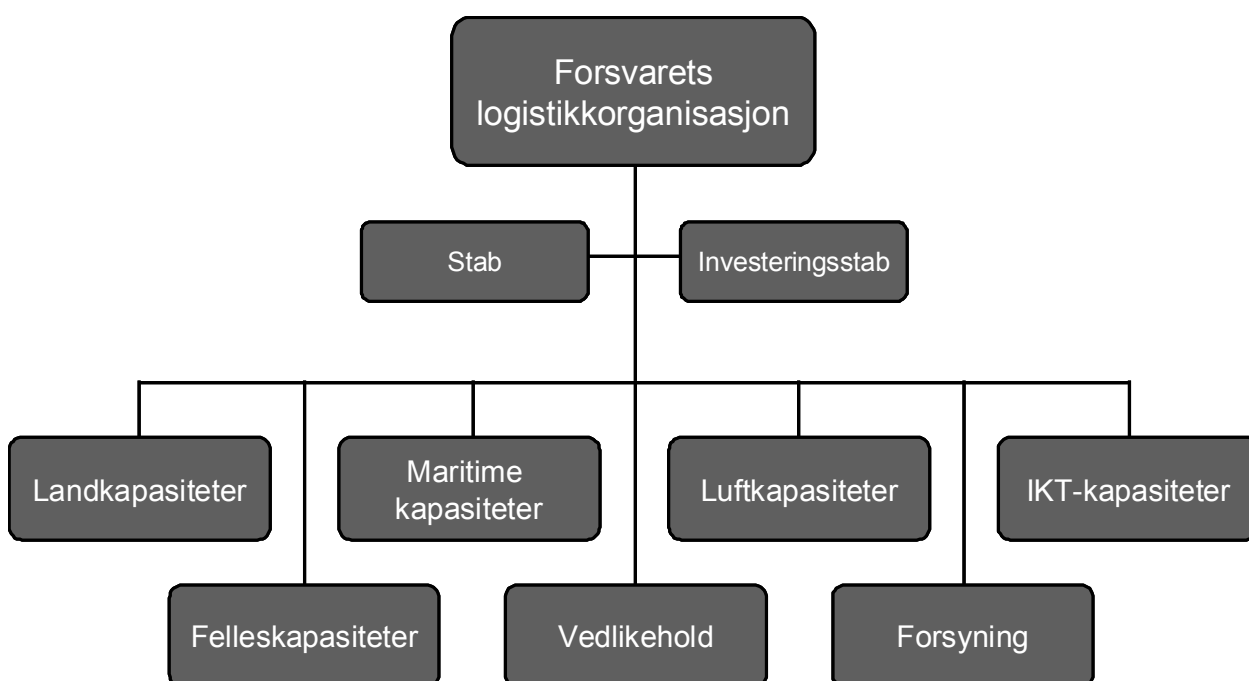 Forsvarets
logistikkorganisasjon
Stab
Investeringsstab
Landkapasiteter
Maritime
kapasiteter
Luftkapasiteter
IKT-kapasiteter
Felleskapasiteter
Vedlikehold
Forsyning